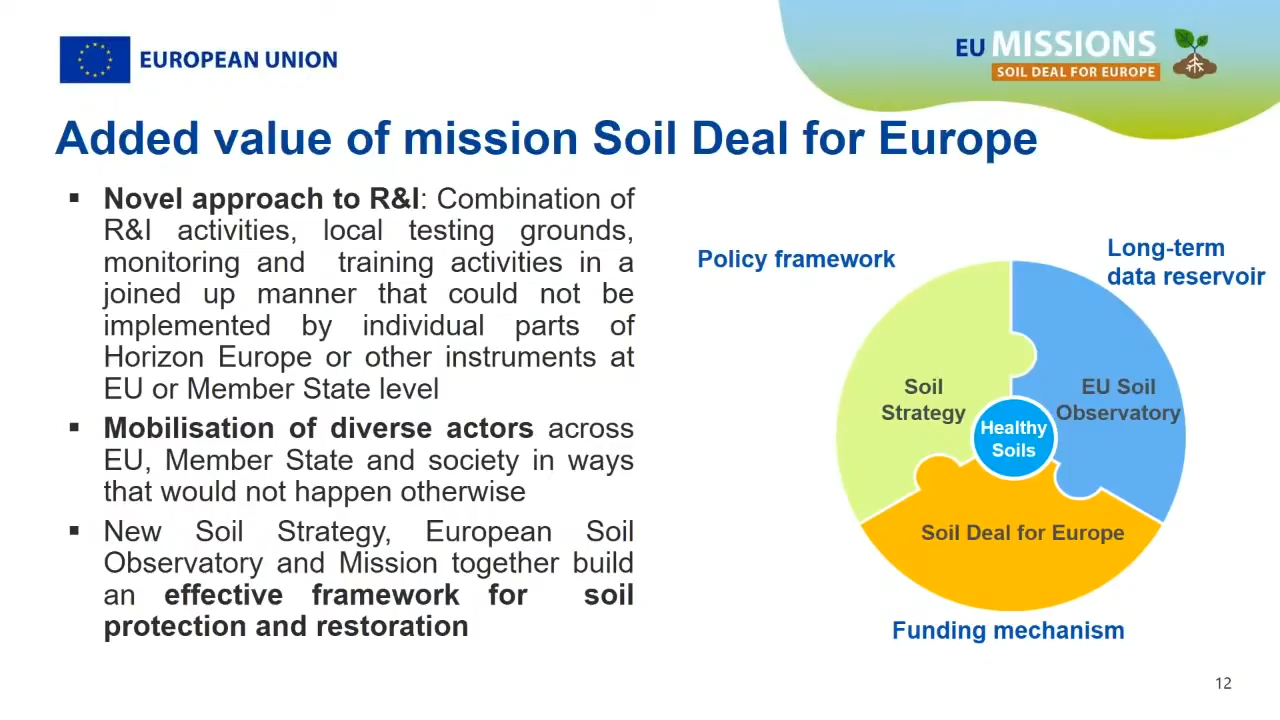 EUROPEAN UNION
EU MISSIONS
SOIL DEAL FOR EUROPE
Added value of mission Soil Deal for Europe
▪ Novel approach to R&I: Combination of
R&I activities, local testing grounds,
monitoring and training activities in a
joined up manner that could not be
implemented by individual parts of
Horizon Europe or other instruments at
EU or Member State level
▪ Mobilisation of diverse actors across
EU, Member State and society in ways
that would not happen otherwise
▪ New Soil Strategy, European Soil
Observatory and Mission together build
an effective framework for soil
protection and restoration
Policy framework
Long-term
data reservoir
Soil
Strategy
EU Soil
Observatory
Healthy
Soils
Soil Deal for Europe
Funding mechanism
12